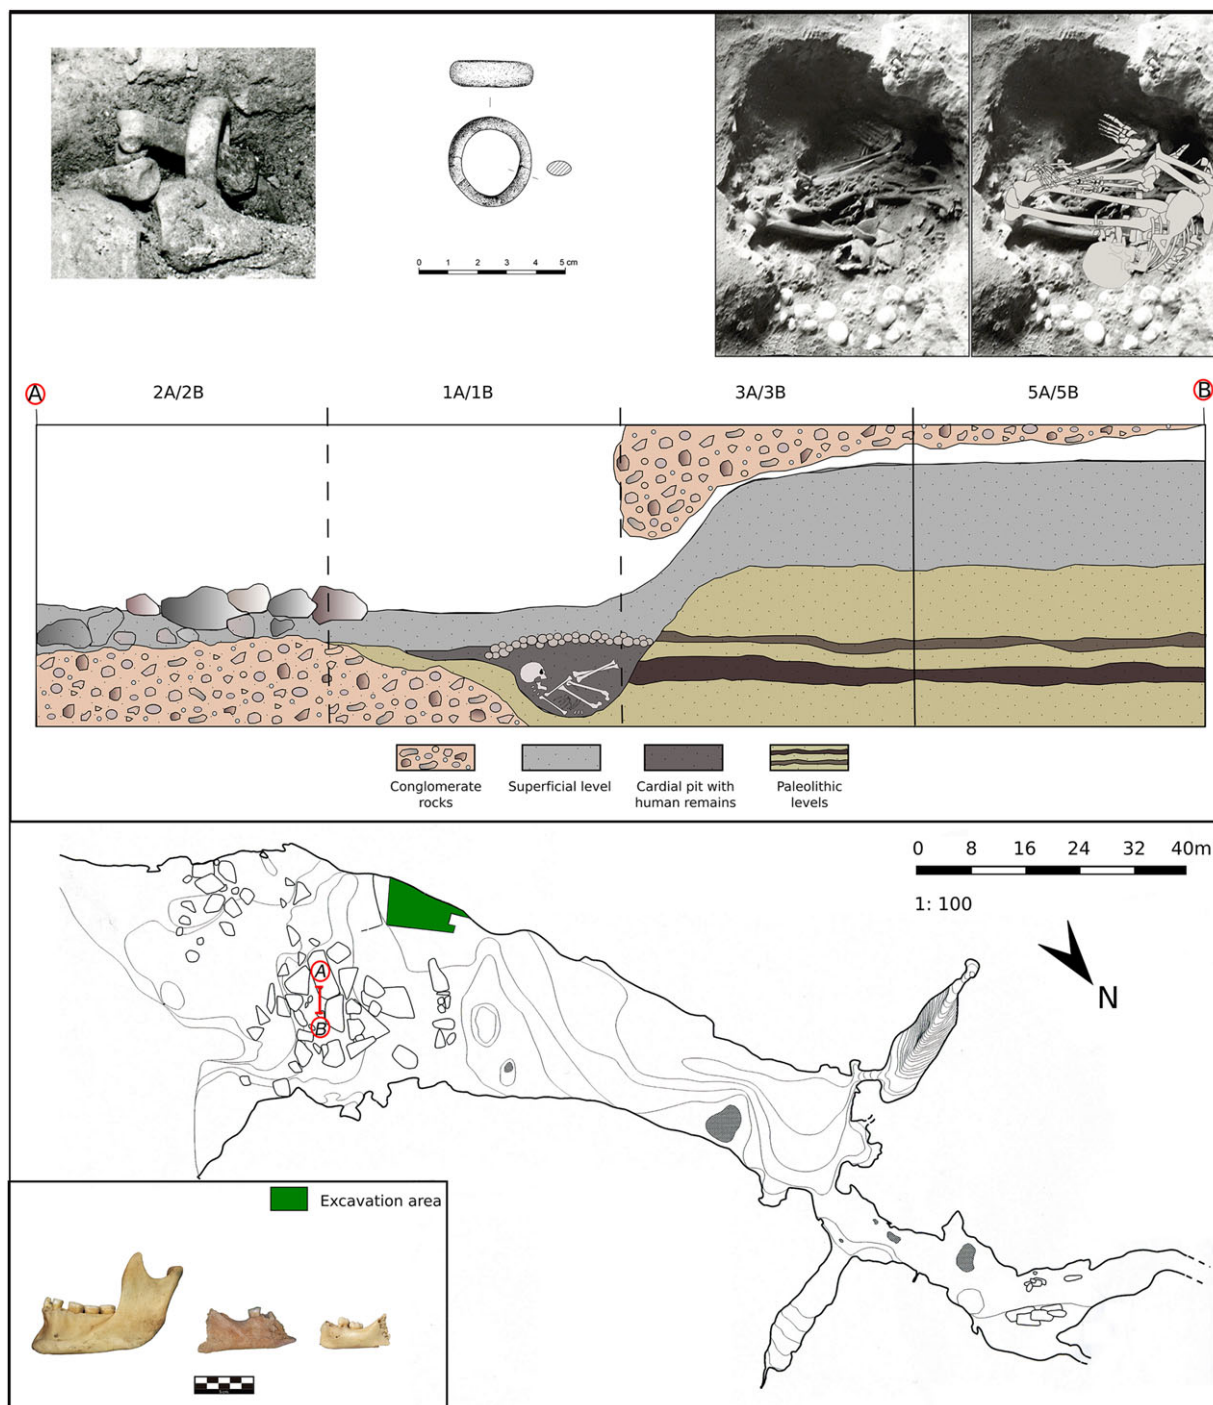 0 1 2 3 4 5 cm
A 2A/2B 1A/1B 3A/3B 5A/5B B
Conglomerate
rocks
Superficial level
Cardial pit with
human remains
Paleolithic
levels
0 8 16 24 32 40m
1: 100
N
A
B
Excavation area